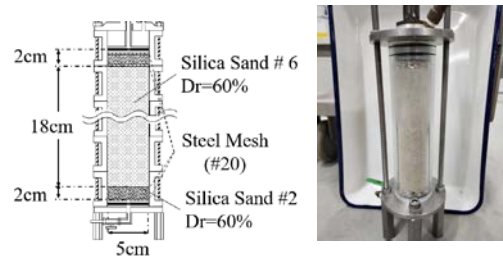 2cm
Silica Sand # 6
Dr=60%
18cm
Steel Mesh
(#20)
2cm
Silica Sand #2
Dr=60%
5cm